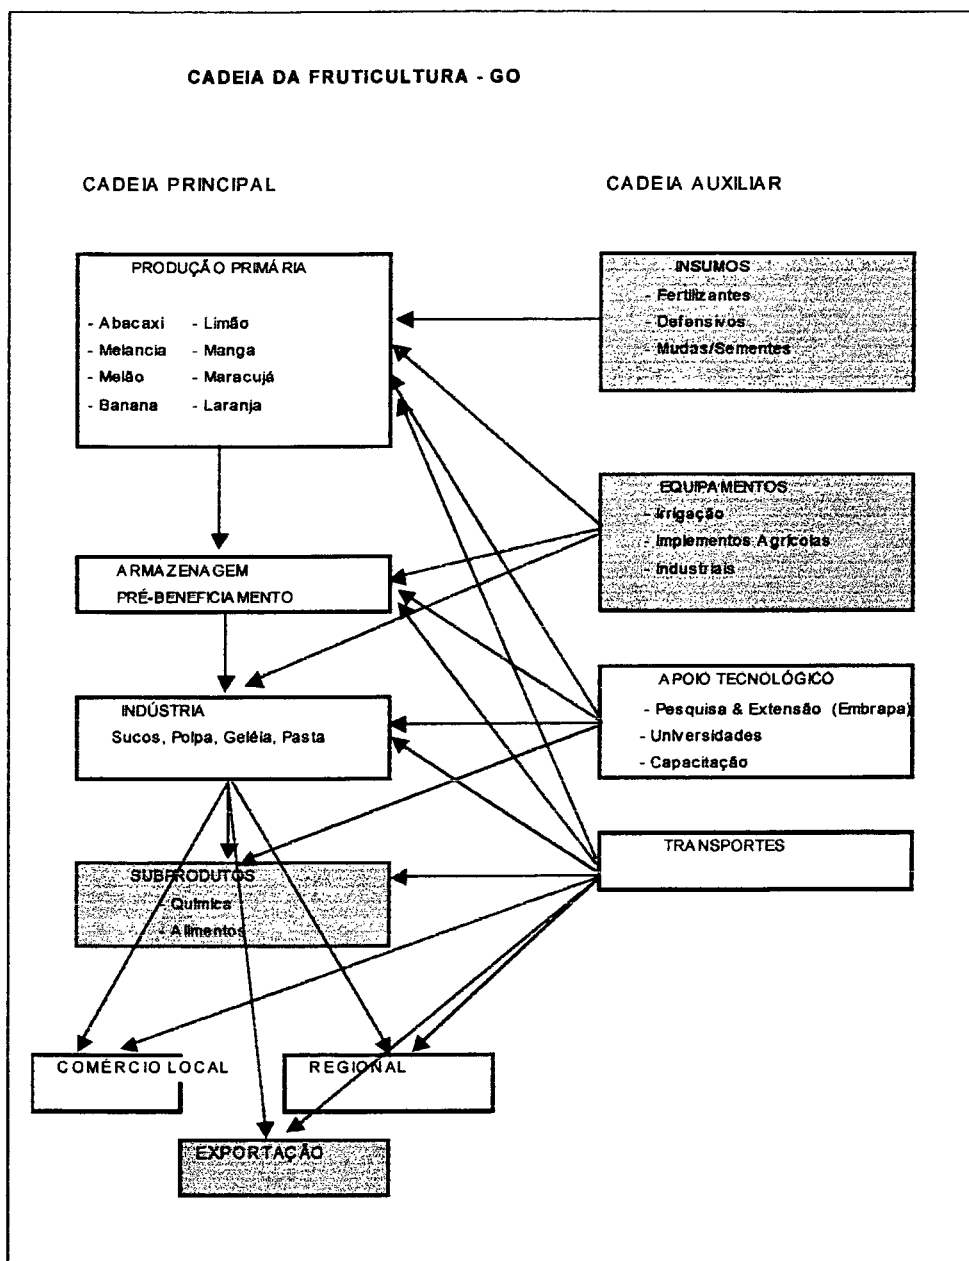 CADEIA DA FRUTICULTURA - GO
CADEIA PRINCIPAL
CADEIA AUXILIAR
PRODUÇÃO PRIMÁRIA
- Abacaxi - Limão
- Melancia - Manga
- Melão - Maracujá
- Banana - Laranja
INSUMOS
- Fertilizantes
- Defensivos
- Mudas/Sementes
EQUIPAMENTOS
- Irrigação
- Implementos Agrícolas
- Industriais
ARMAZENAGEM
PRÉ-BENEFICIAMENTO
APOIO TECNOLÓGICO
- Pesquisa & Extensão (Embrapa)
- Universidades
- Capacitação
INDÚSTRIA
Sucos, Polpa, Geléia, Pasta
TRANSPORTES
SUBPRODUTOS
- Química
- Alimentos
COMÉRCIO LOCAL
REGIONAL
EXPORTAÇÃO